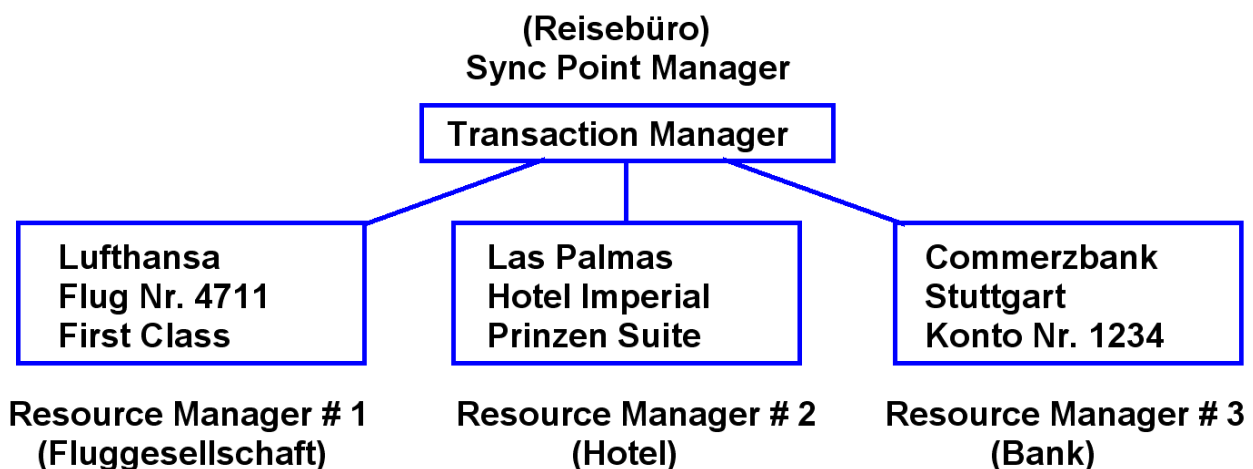 (Reisebüro)
Sync Point Manager
Transaction Manager
Lufthansa
Flug Nr. 4711
First Class
Las Palmas
Hotel Imperial
Prinzen Suite
Commerzbank
Stuttgart
Konto Nr. 1234
Resource Manager # 1
(Fluggesellschaft)
Resource Manager # 2
(Hotel)
Resource Manager # 3
(Bank)